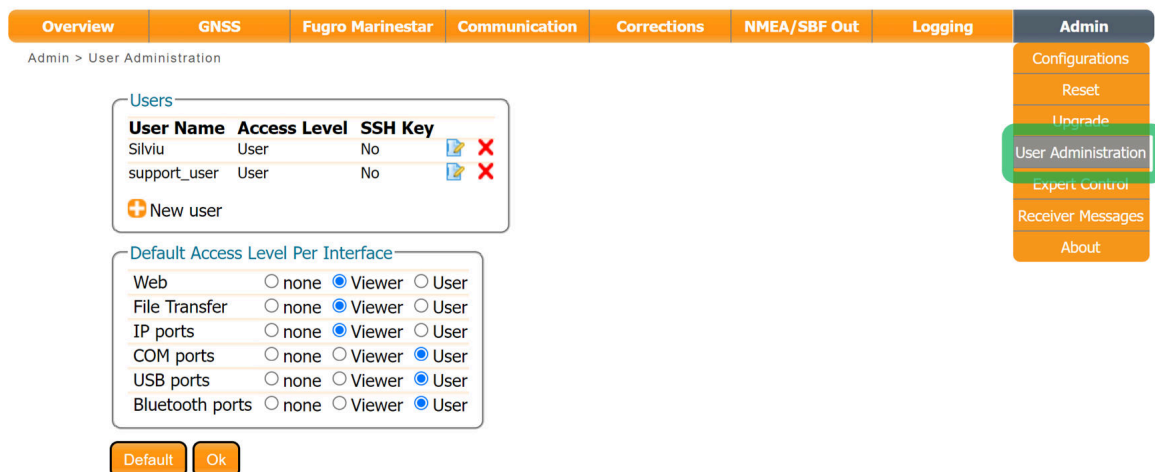 Overview GNSS Fugro Marinestar Communication Corrections NMEA/SBF Out Logging Admin
Admin > User Administration
Configurations
Reset
Upgrade
User Administration
Expert Control
Receiver Messages
About
Users
User Name Access Level SSH Key
Silviu User No
support_user User No
New user
Default Access Level Per Interface
Web none Viewer User
File Transfer none Viewer User
IP ports none Viewer User
COM ports none Viewer User
USB ports none Viewer User
Bluetooth ports none Viewer User
Default Ok